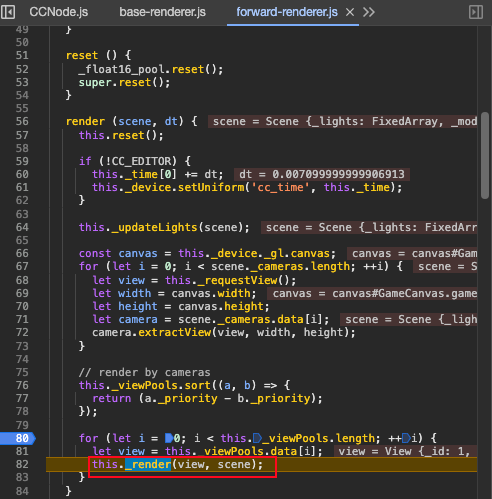 CCNode.js base-renderer.js forward-renderer.js × »
49 }
50
51 reset () {
52 _float16_pool.reset();
53 super.reset();
54 }
55
56 render (scene, dt) { scene = Scene {_lights: FixedArray, _mod
57 this.reset();
58
59 if (!CC_EDITOR) {
60 this._time[0] += dt; dt = 0.007099999999906913
61 this._device.setUniform('cc_time', this._time);
62 }
63
64 this._updateLights(scene); scene = Scene {_lights: FixedArr
65
66 const canvas = this._device._gl.canvas; canvas = canvas#Gam
67 for (let i = 0; i < scene._cameras.length; ++i) { scene = S
68 let view = this._requestView();
69 let width = canvas.width; canvas = canvas#GameCanvas.game
70 let height = canvas.height;
71 let camera = scene._cameras.data[i]; scene = Scene {_ligh
72 camera.extractView(view, width, height);
73 }
74
75 // render by cameras
76 this._viewPools.sort((a, b) => {
77 return (a._priority - b._priority);
78 });
79
80 for (let i = 0; i < this._viewPools.length; ++i) {
81 let view = this._viewPools.data[i]; view = View {_id: 1,
82 this._render(view, scene);
83 }
84 }